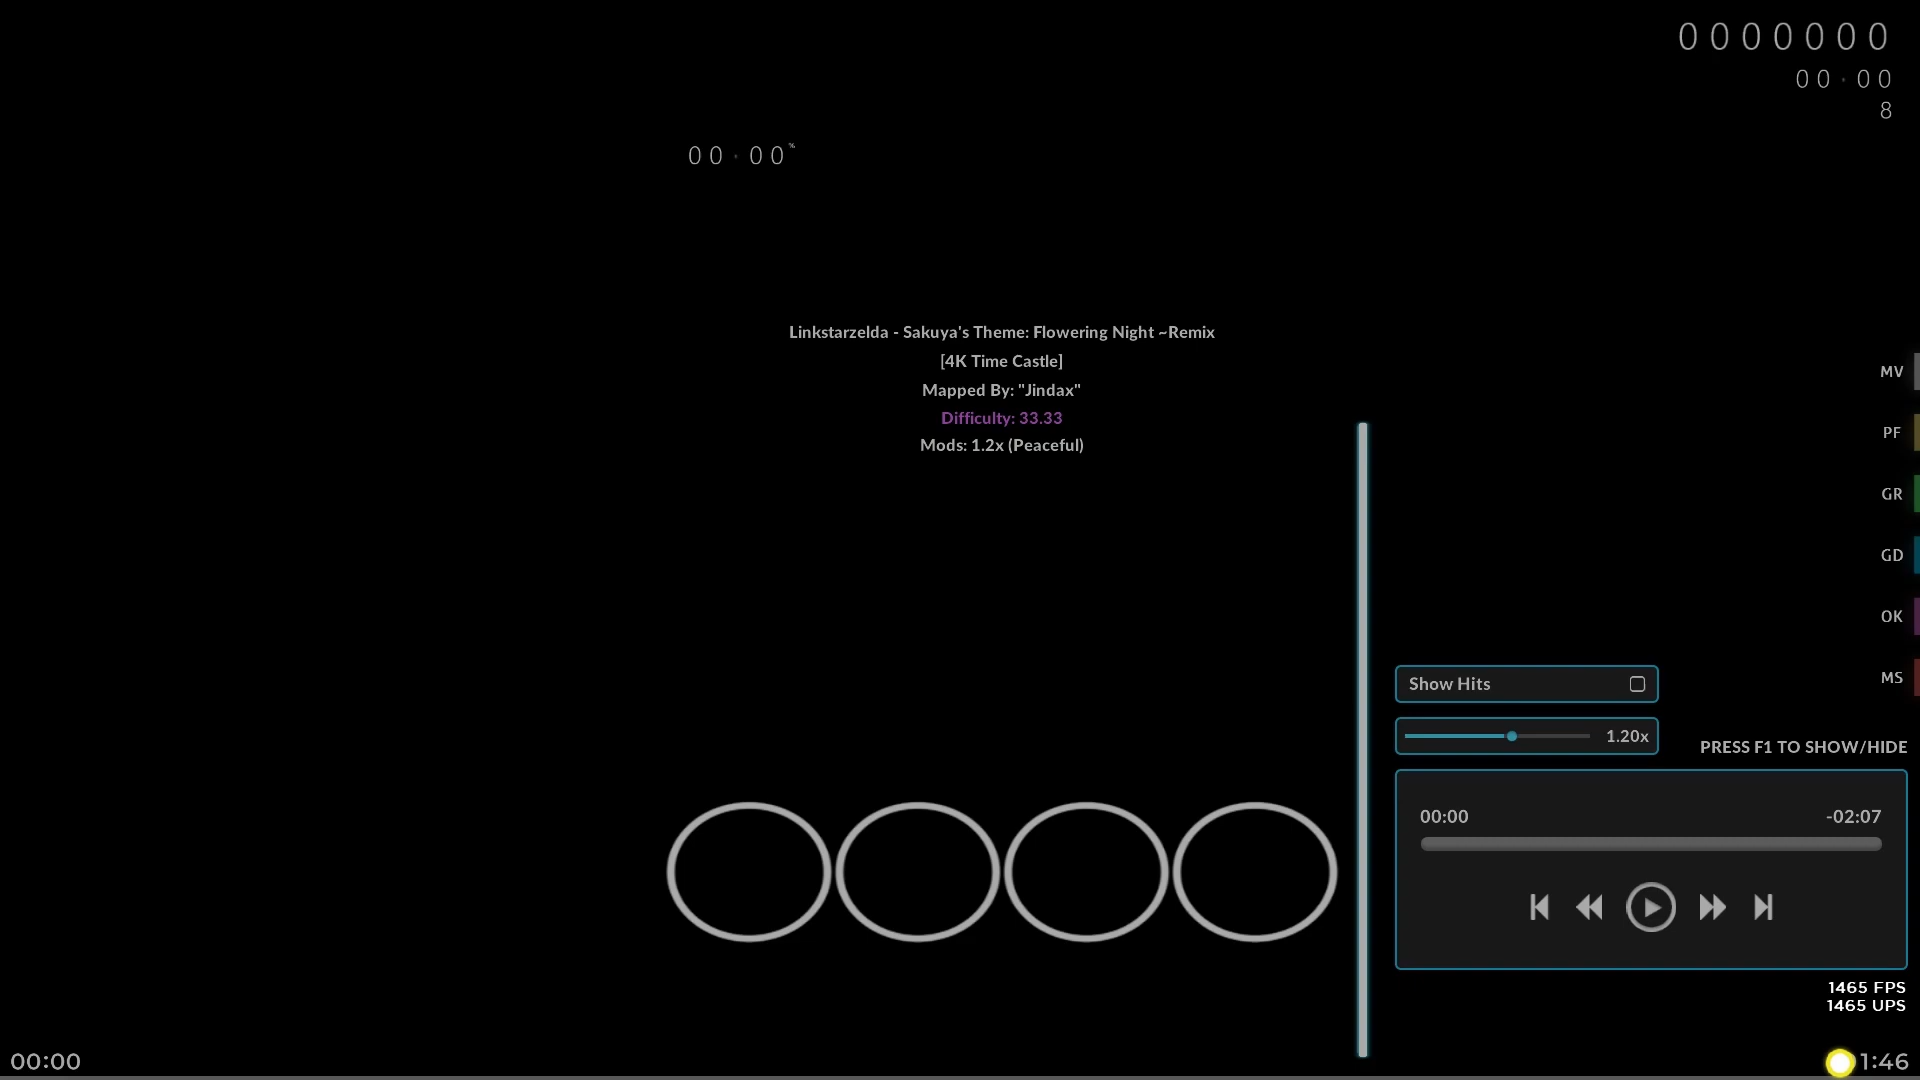 0000000
00.00
8
00.00%
Linkstarzelda - Sakuya's Theme: Flowering Night ~Remix
[4K Time Castle]
Mapped By: "Jindax"
Difficulty: 33.33
Mods: 1.2x (Peaceful)
MV
PF
GR
GD
OK
MS
Show Hits
1.20x
PRESS F1 TO SHOW/HIDE
00:00 -02:07
1465 FPS
1465 UPS
00:00
1:46